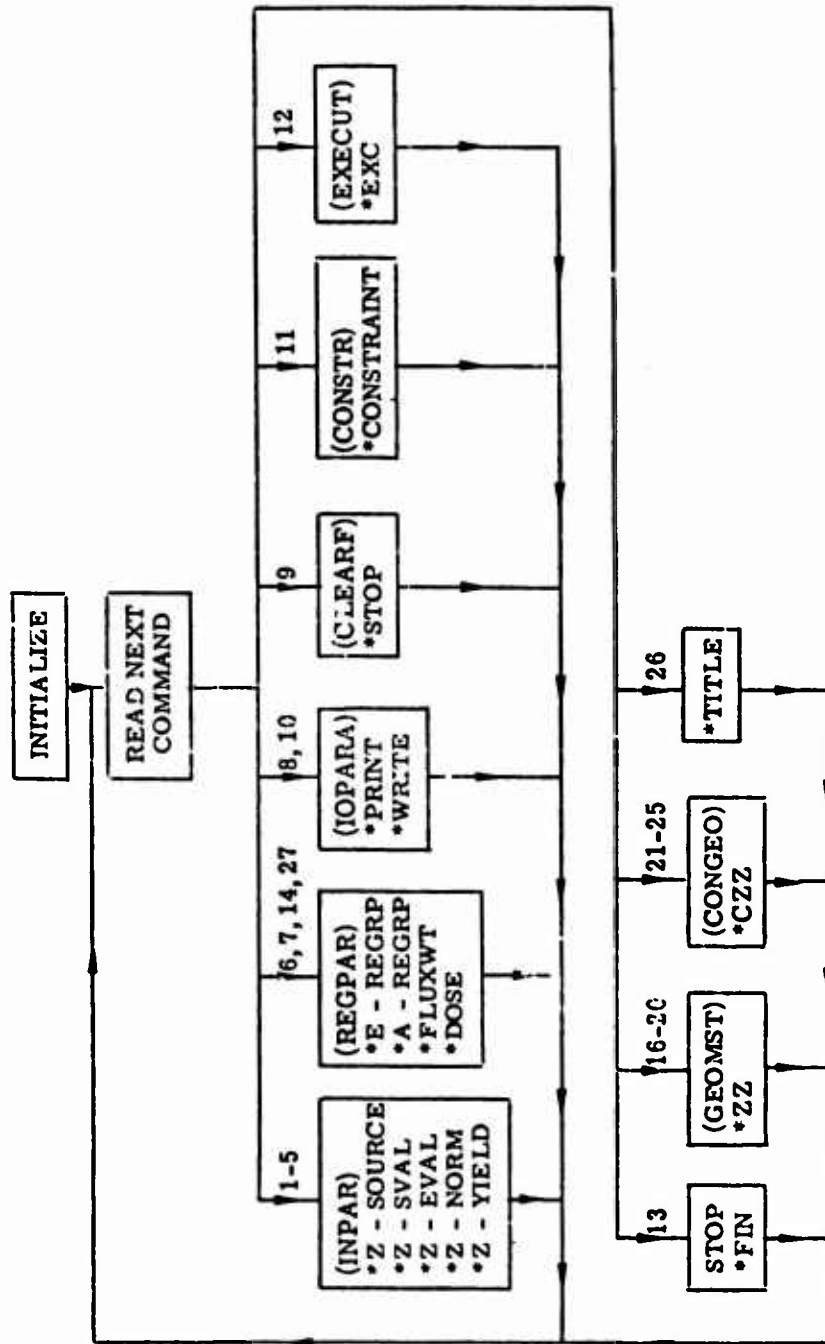 INITIALIZE
READ NEXT
COMMAND
1-5
(INPAR)
*Z - SOURCE
*Z - SVAL
*Z - EVAL
*Z - NORM
*Z - YIELD
6, 7, 14, 27
(REGPAR)
*E - REGRP
*A - REGRP
*FLUXWT
*DOSE
8, 10
(IOPARA)
*PRINT
*WRITE
9
(CLEARF)
*STOP
11
(CONSTR)
*CONSTRAINT
12
(EXECUT)
*EXC
13
STOP
*FIN
16-20
(GEOMST)
*ZZ
21-25
(CONGEO)
*CZZ
26
*TITLE